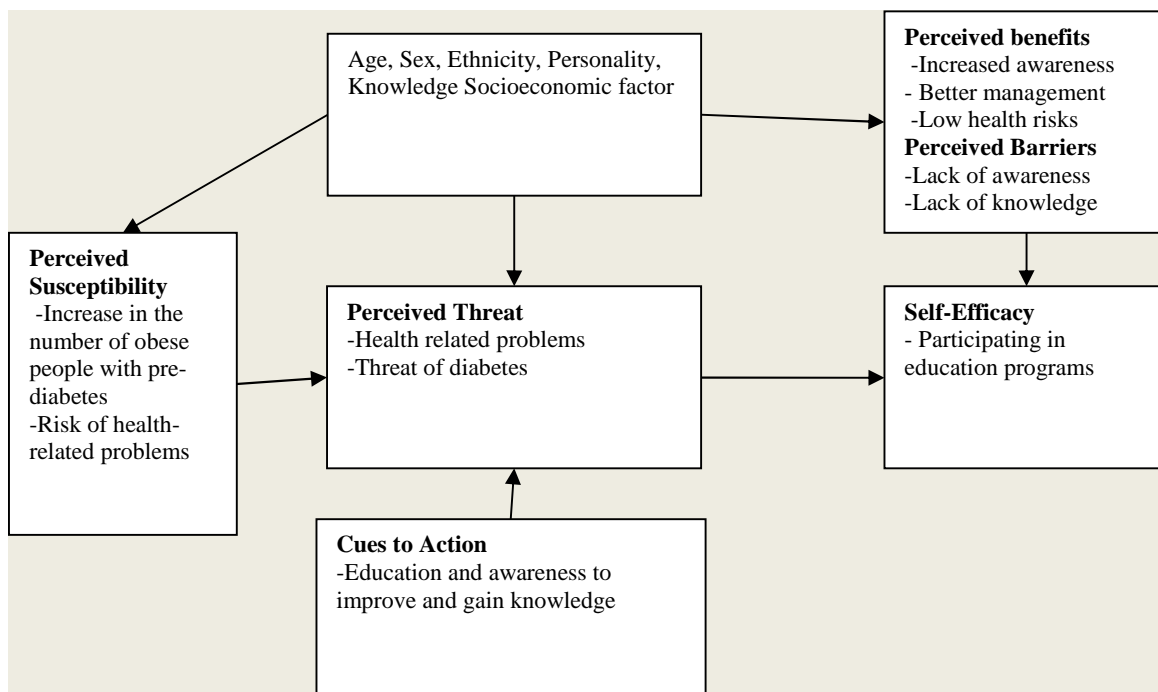 Age, Sex, Ethnicity, Personality,
Knowledge Socioeconomic factor
Perceived benefits
-Increased awareness
- Better management
-Low health risks
Perceived Barriers
-Lack of awareness
-Lack of knowledge
Perceived
Susceptibility
-Increase in the
number of obese
people with pre-
diabetes
-Risk of health-
related problems
Perceived Threat
-Health related problems
-Threat of diabetes
Self-Efficacy
- Participating in
education programs
Cues to Action
-Education and awareness to
improve and gain knowledge